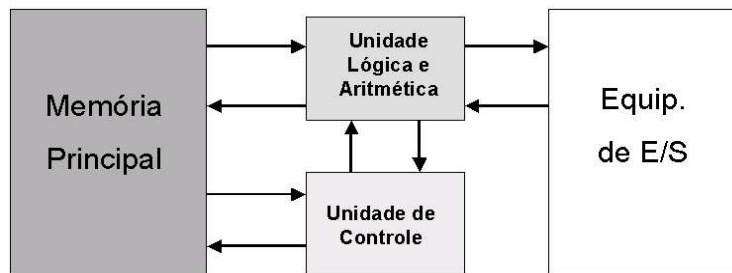 Memória
Principal
Unidade
Lógica e
Aritmética
Unidade de
Controle
Equip.
de E/S